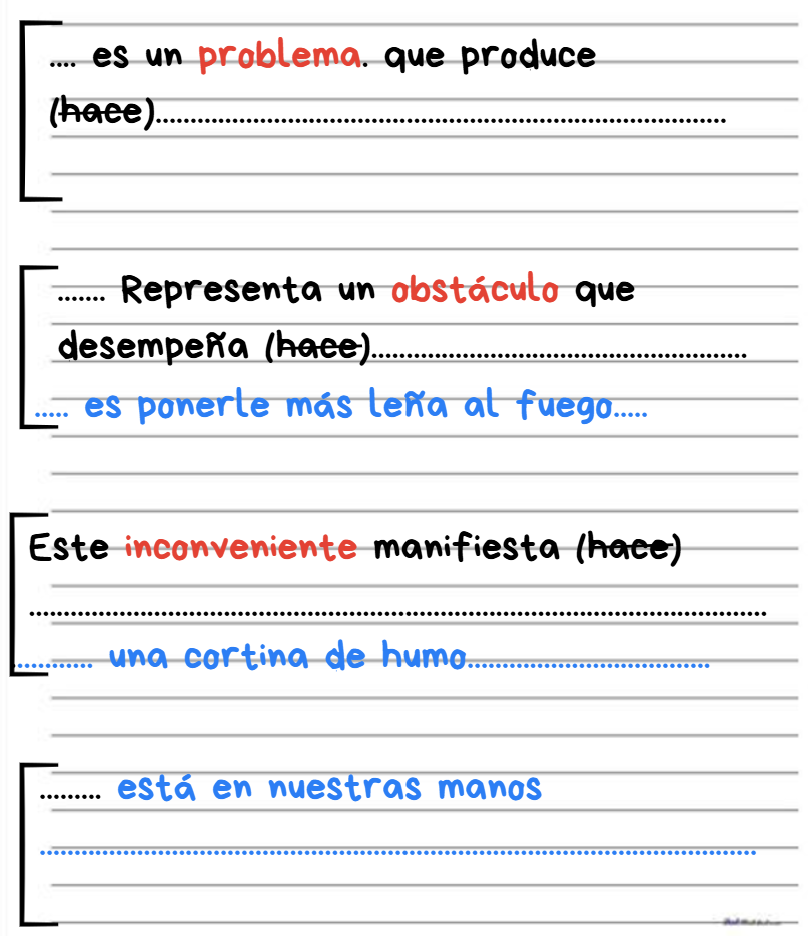 .... es un problema. que produce
(hace)...................................................................................
....... Representa un obstáculo que
desempeña (hace)......................................................
..... es ponerle más leña al fuego.....
Este inconveniente manifiesta (hace)
...........................................................................................................
............ una cortina de humo...................................
......... está en nuestras manos
........................................................................................................